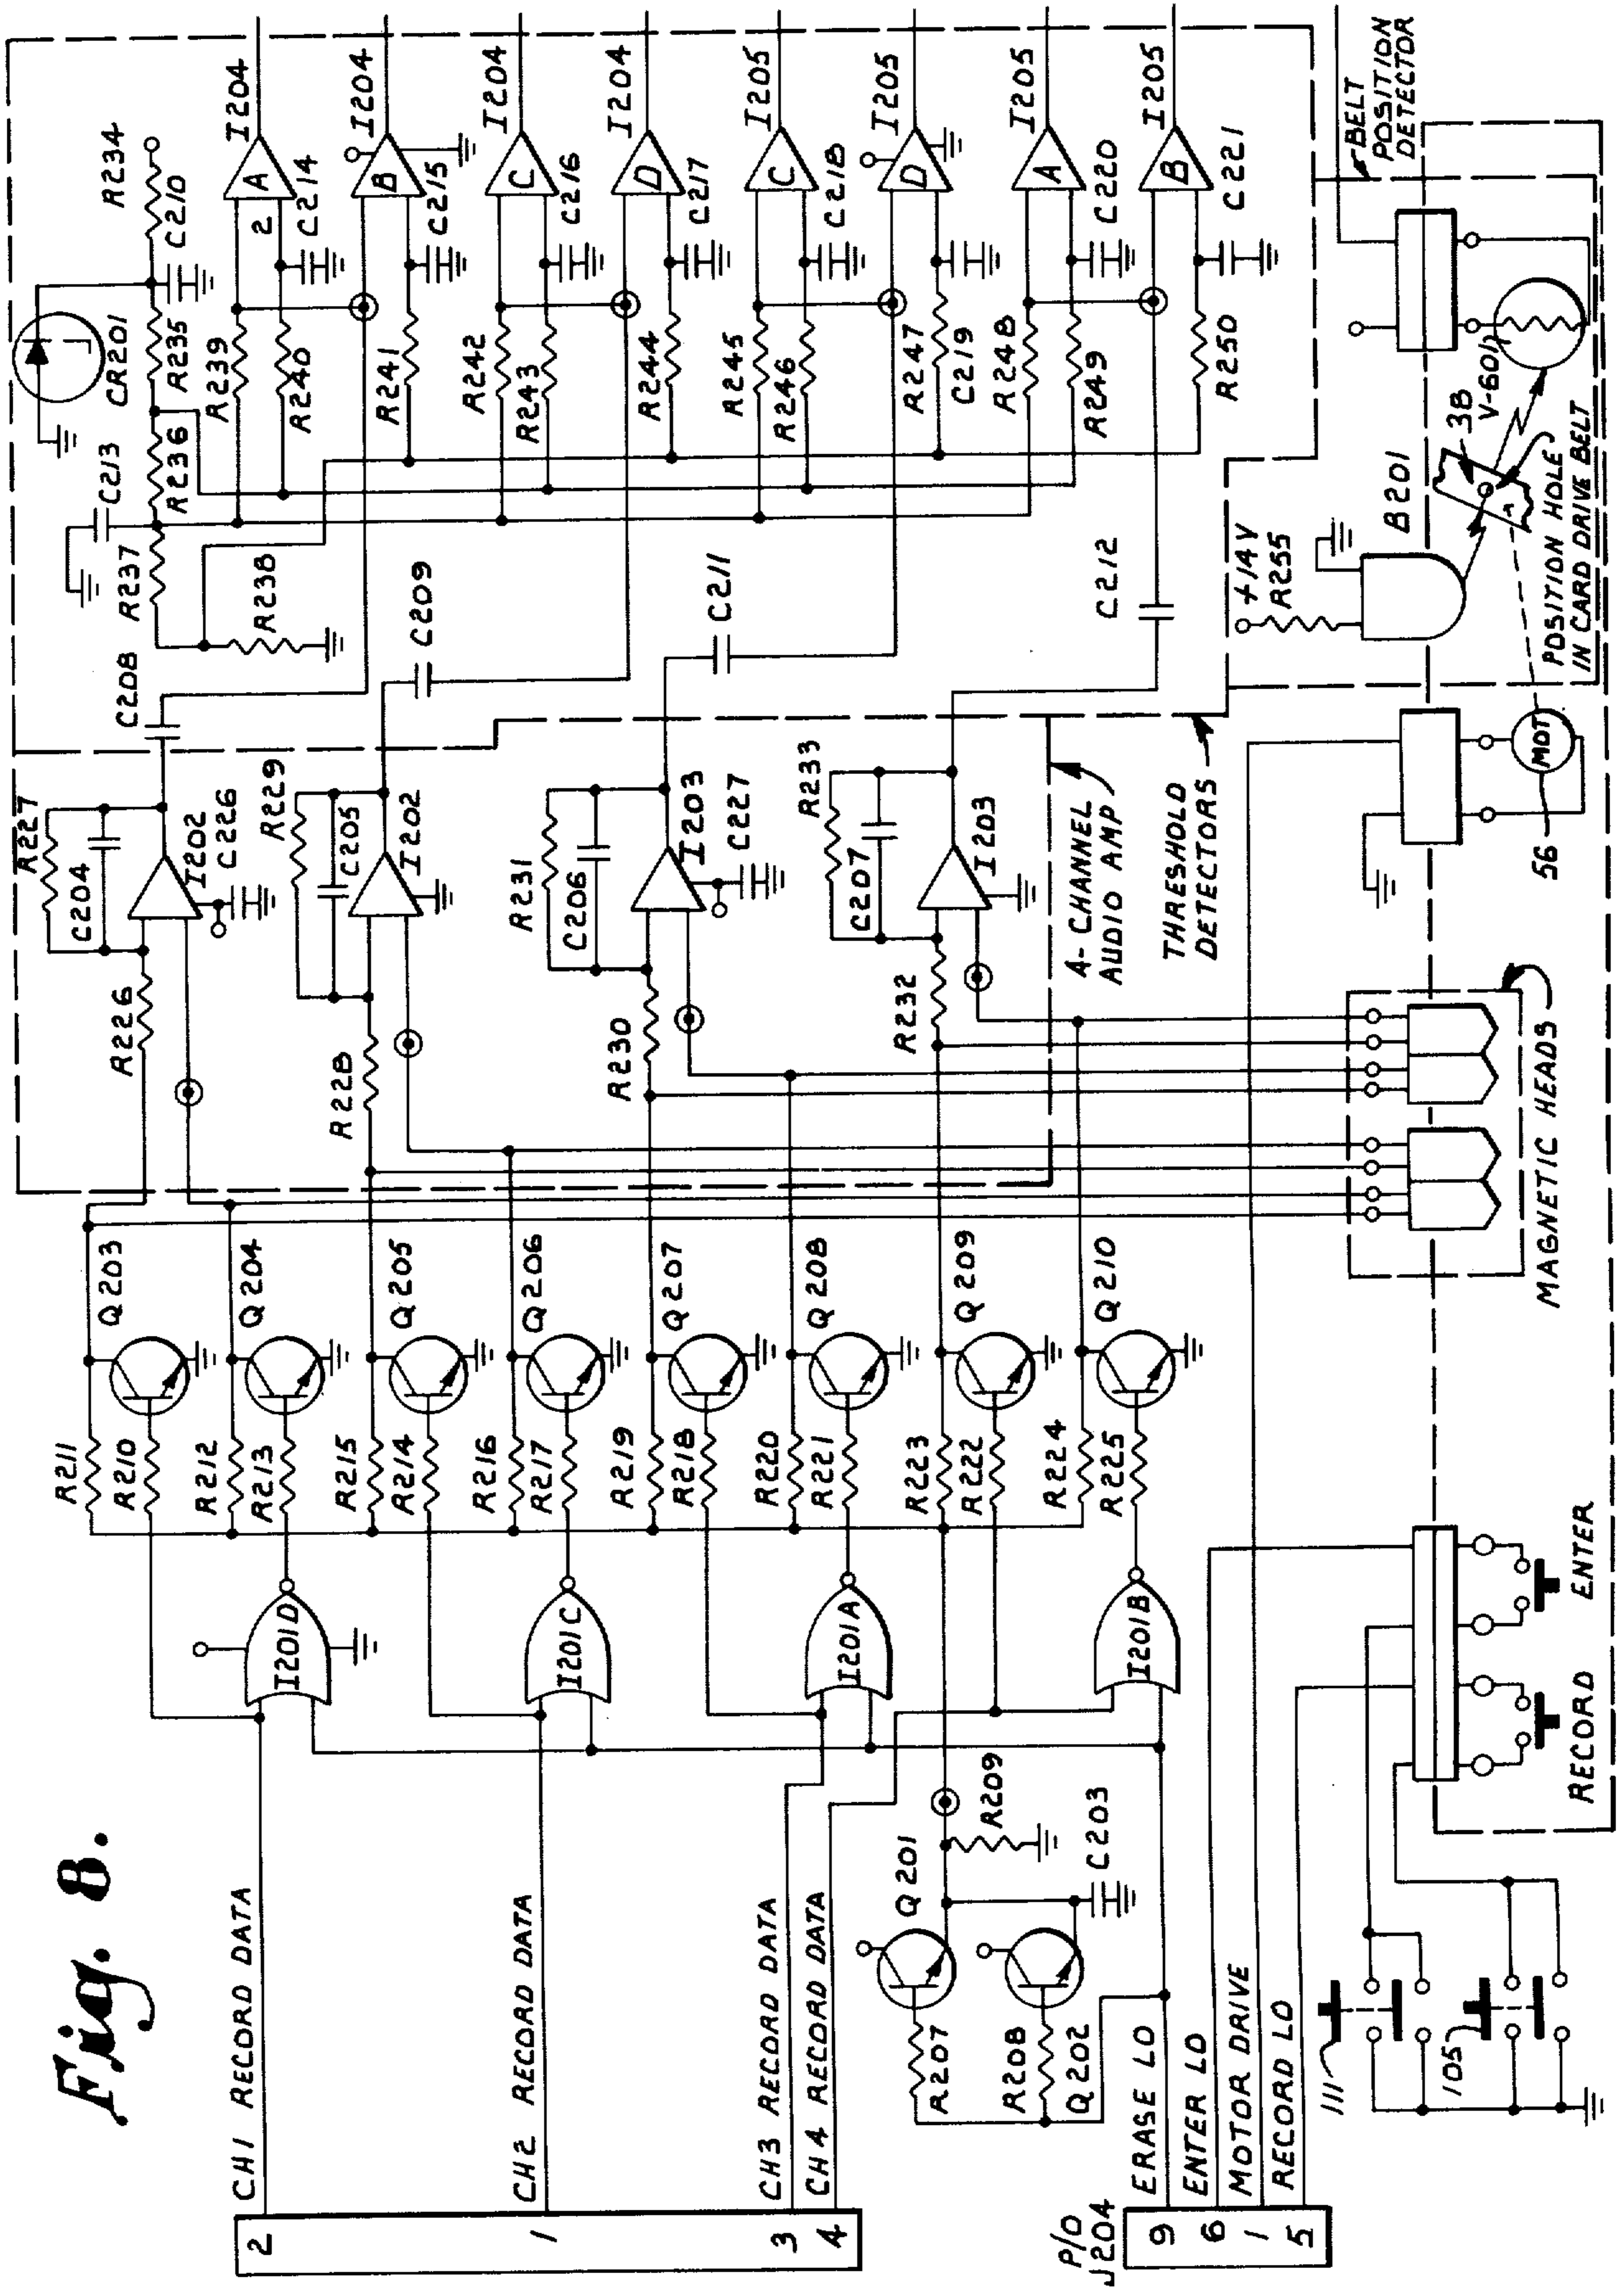 Fig. 8.
CH1 RECORD DATA
CH2 RECORD DATA
CH3 RECORD DATA
CH4 RECORD DATA
2
1
3
4
P/O
J204
9
6
1
5
ERASE LO
ENTER LO
MOTOR DRIVE
RECORD LO
111
105
R207
R208
Q202
Q201
R209
C203
I201D
I201C
I201A
I201B
R211
R210
R212
R213
R215
R214
R216
R217
R219
R218
R220
R221
R223
R222
R224
R225
Q203
Q204
Q205
Q206
Q207
Q208
Q209
Q210
RECORD
ENTER
MAGNETIC HEADS
R226
R227
C204
I202
C226
R228
R229
C205
I202
R230
R231
C206
I203
C227
R232
R233
C207
I203
4-CHANNEL
AUDIO AMP
THRESHOLD
DETECTORS
56
MOT
C208
C209
C211
C212
R237
R238
C213
R236
CR201
R235
C210
R234
R239
R240
R241
R242
R243
R244
R245
R246
R247
C219
R248
R249
R250
A
2
C214
I204
B
C215
I204
C
C216
I204
D
C217
I204
C
C218
I205
D
I205
A
C220
I205
B
C221
I205
+14V
R255
B201
38
V-601
POSITION HOLE
IN CARD DRIVE BELT
BELT
POSITION
DETECTOR